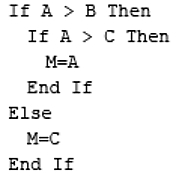 If A > B Then
If A > C Then
M=A
End If
Else
M=C
End If